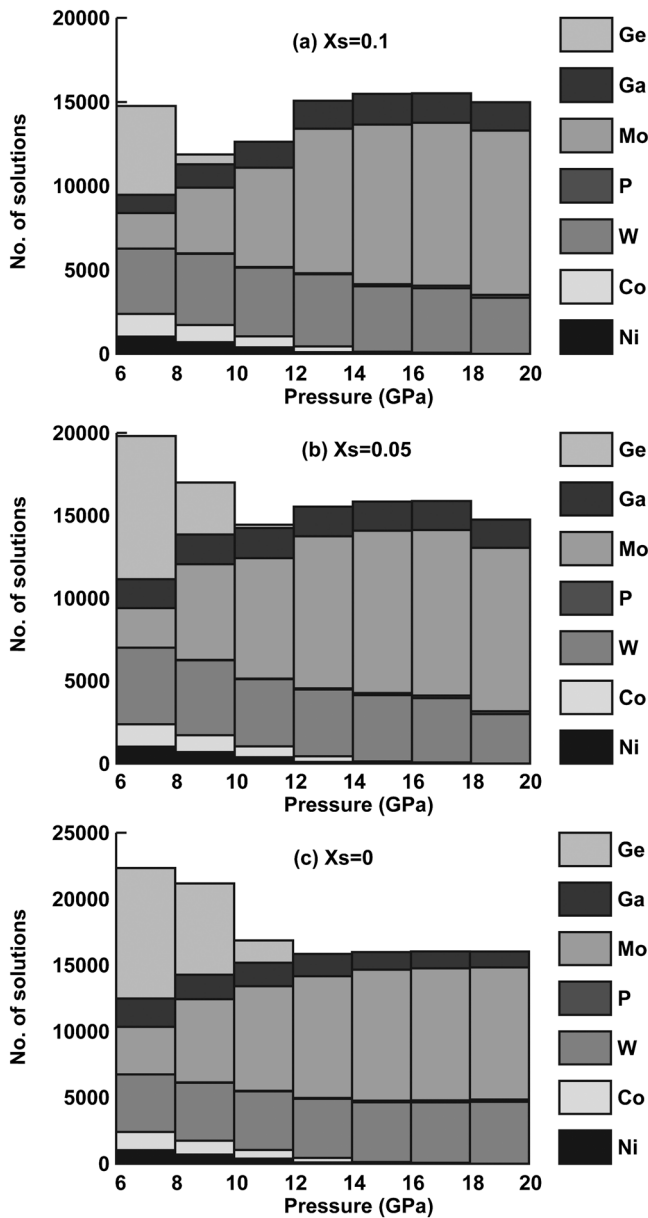 (a) Xs=0.1
No. of solutions
20000
15000
10000
5000
0
6 8 10 12 14 16 18 20
Pressure (GPa)
Ge
Ga
Mo
P
W
Co
Ni
(b) Xs=0.05
No. of solutions
20000
15000
10000
5000
0
6 8 10 12 14 16 18 20
Pressure (GPa)
Ge
Ga
Mo
P
W
Co
Ni
(c) Xs=0
No. of solutions
25000
20000
15000
10000
5000
0
6 8 10 12 14 16 18 20
Pressure (GPa)
Ge
Ga
Mo
P
W
Co
Ni